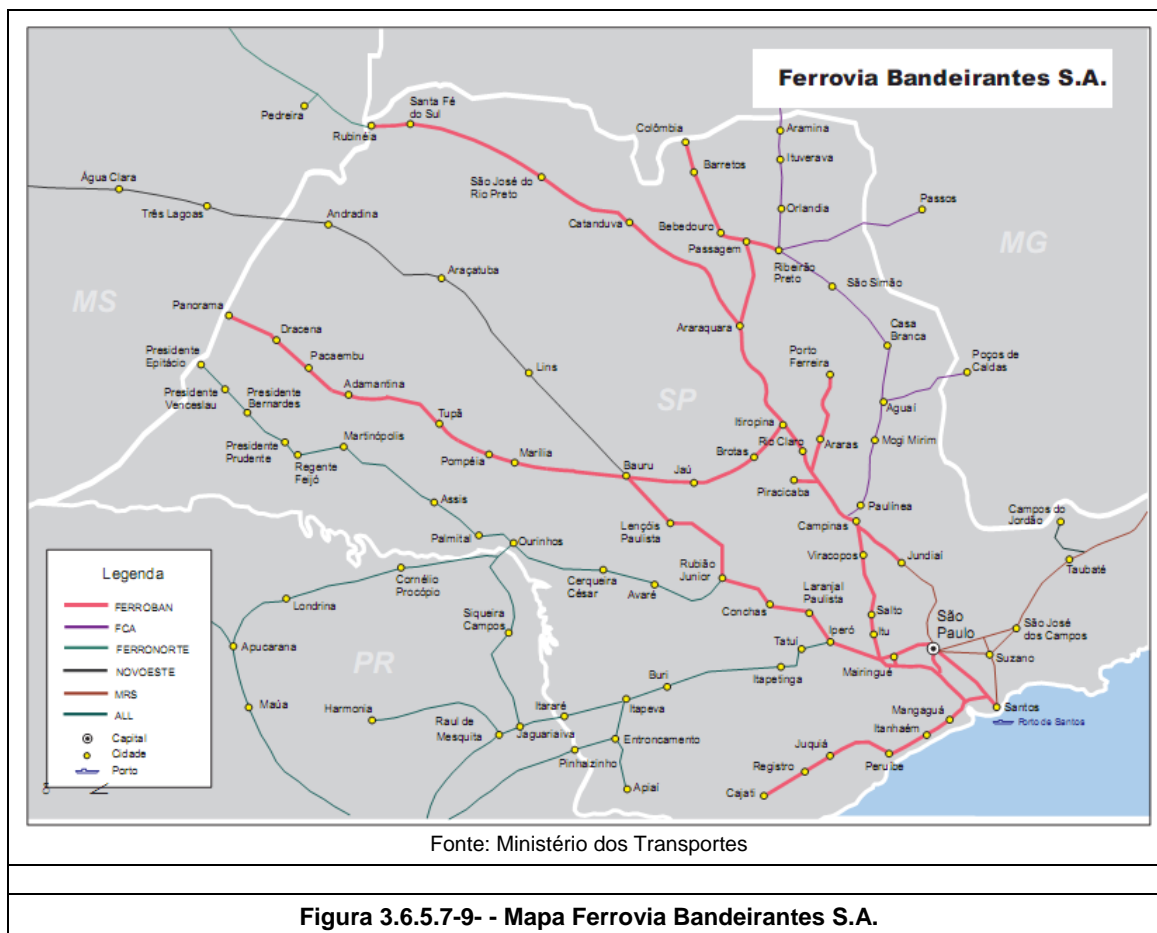 Ferrovia Bandeirantes S.A.
Pedreira
Rubinéia
Santa Fé
do Sul
Colômbia
Aramina
Ituverava
Barretos
Água Clara
Três Lagoas
Andradina
São José do
Rio Preto
Catanduva
Bebedouro
Passagem
Orlandia
Passos
Ribeirão
Preto
MG
Araçatuba
São Simão
MS
Panorama
Dracena
Araraquara
Casa
Branca
Presidente
Epitácio
Pacaembu
Lins
Porto
Ferreira
Poços de
Caldas
Presidente
Venceslau
Presidente
Bernardes
Adamantina
SP
Aguaí
Tupã
Itiropina
Martinópolis
Rio Claro
Araras
Mogi Mirim
Presidente
Prudente
Regente
Feijó
Pompéia
Marília
Bauru
Jaú
Brotas
Piracicaba
Assis
Paulínea
Campos do
Jordão
Lençóis
Paulista
Campinas
Palmital
Ourinhos
Viracopos
Jundiaí
Taubaté
Legenda
FERROBAN
FCA
FERRONORTE
NOVOESTE
MRS
ALL
Capital
Cidade
Porto
Cornélio
Procópio
Cerqueira
César
Avaré
Rubião
Junior
Laranjal
Paulista
Londrina
Conchas
Salto
São
Paulo
São José
dos Campos
Siqueira
Campos
Tatuí
Iperó
Itu
Apucarana
PR
Suzano
Buri
Itapetinga
Mairinque
Maúa
Harmonia
Itararé
Itapeva
Raul de
Mesquita
Jaguariaiva
Mangaguá
Santos
Porto de Santos
Entroncamento
Itanhaém
Pinhalzinho
Juquiá
Peruíbe
Registro
Apiaí
Cajati
Fonte: Ministério dos Transportes
Figura 3.6.5.7-9- - Mapa Ferrovia Bandeirantes S.A.